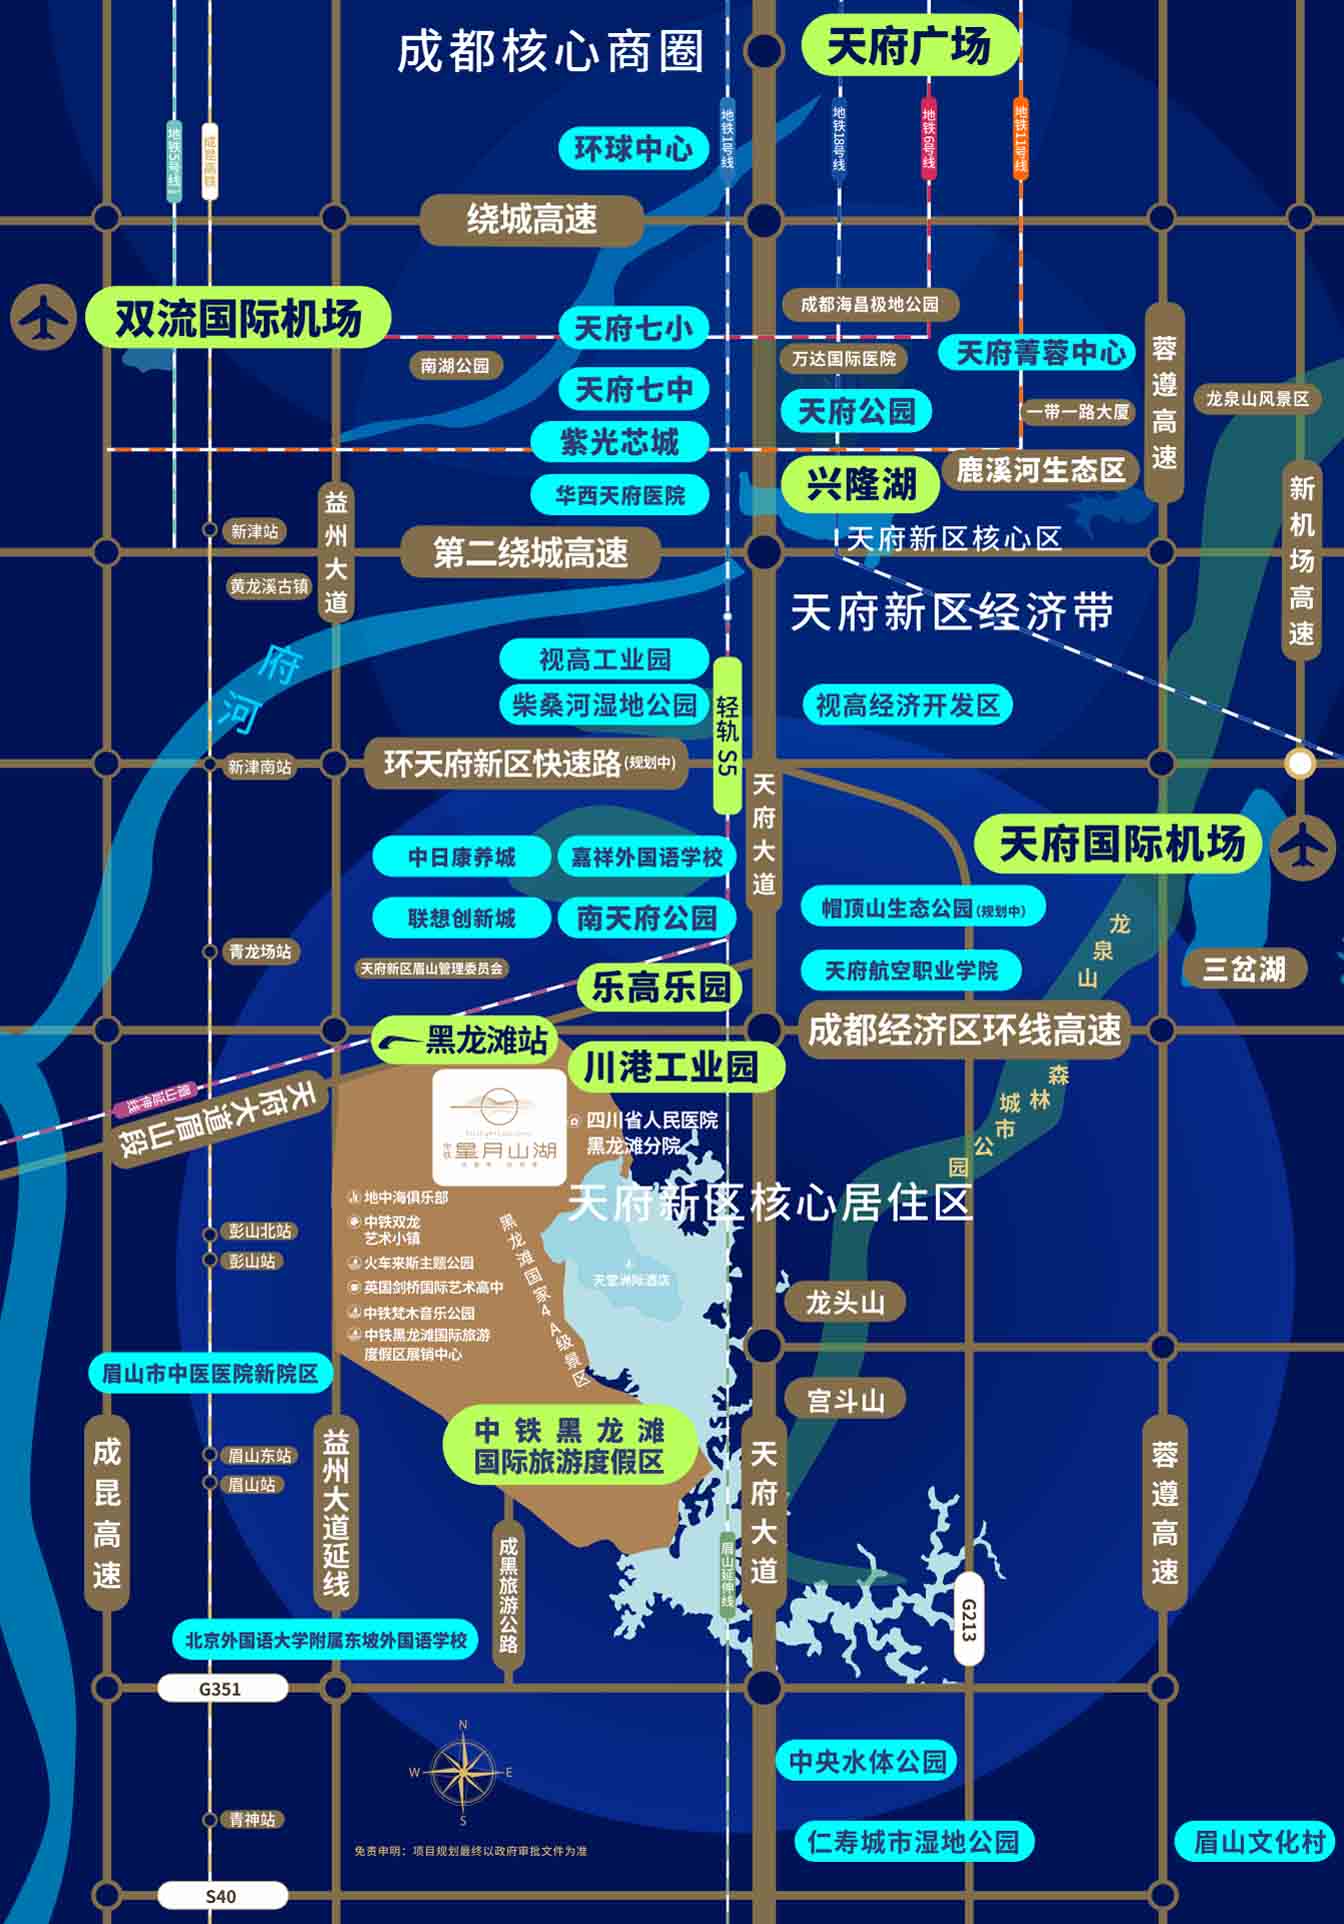 成都核心商圈
天府广场
地铁5号线
成昆高铁
地铁1号线
地铁18号线
地铁6号线
地铁11号线
环球中心
绕城高速
双流国际机场
成都海昌极地公园
天府七小
南湖公园
万达国际医院
天府菁蓉中心
蓉遵高速
天府七中
天府公园
一带一路大厦
龙泉山风景区
紫光芯城
兴隆湖
鹿溪河生态区
华西天府医院
益州大道
新机场高速
新津站
天府新区核心区
第二绕城高速
黄龙溪古镇
天府新区经济带
府河
视高工业园
柴桑河湿地公园
轻轨 S5
视高经济开发区
新津南站
环天府新区快速路(规划中)
天府大道
天府国际机场
中日康养城
嘉祥外国语学校
联想创新城
南天府公园
帽顶山生态公园(规划中)
青龙场站
天府新区眉山管理委员会
天府航空职业学院
三岔湖
乐高乐园
龙泉山
成都经济区环线高速
黑龙滩站
川港工业园
森林城市公园
眉山延伸线
天府大道眉山段
中铁
星月山湖
四川省人民医院
黑龙滩分院
天府新区核心居住区
地中海俱乐部
中铁双龙
艺术小镇
火车来斯主题公园
英国剑桥国际艺术高中
中铁梵木音乐公园
中铁黑龙滩国际旅游
度假区展销中心
黑龙滩国家4A级景区
天堂洲际酒店
彭山北站
彭山站
龙头山
眉山市中医医院新院区
宫斗山
中铁黑龙滩
国际旅游度假区
成昆高速
益州大道延线
眉山东站
眉山站
天府大道
蓉遵高速
成黑旅游公路
眉山延伸线
G213
北京外国语大学附属东坡外国语学校
G351
N
W
E
S
中央水体公园
青神站
免责申明：项目规划最终以政府审批文件为准
仁寿城市湿地公园
眉山文化村
S40